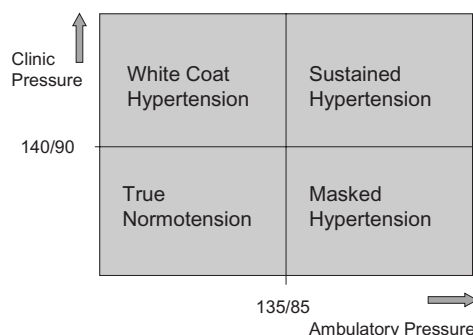 Clinic
Pressure
White Coat
Hypertension
Sustained
Hypertension
140/90
True
Normotension
Masked
Hypertension
135/85
Ambulatory Pressure